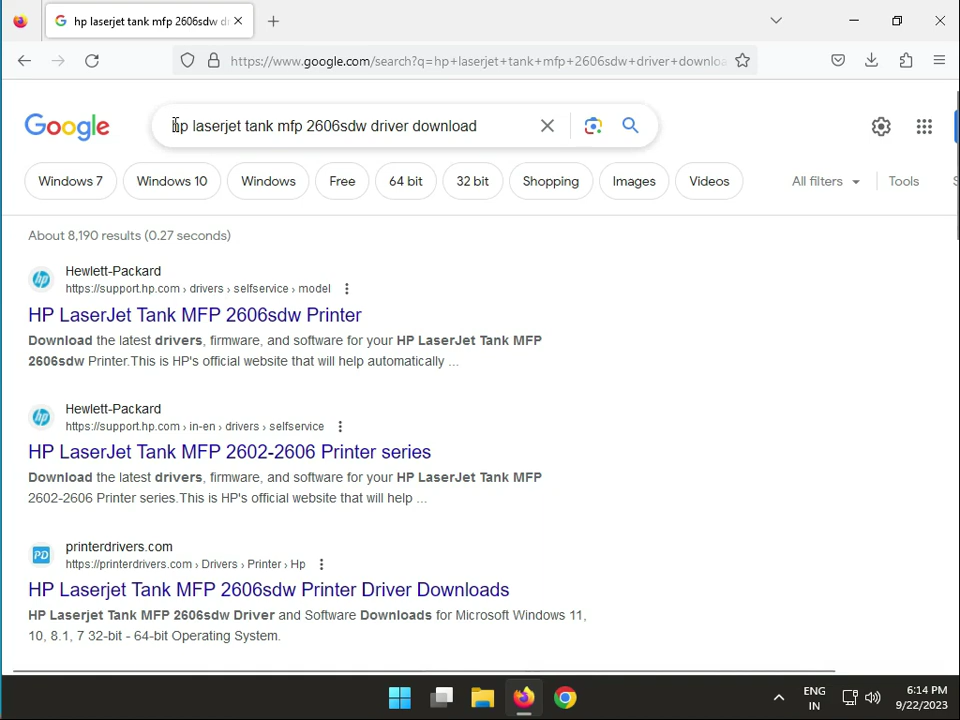 hp laserjet tank mfp 2606sdw d
https://www.google.com/search?q=hp+laserjet+tank+mfp+2606sdw+driver+downloa
Google
hp laserjet tank mfp 2606sdw driver download
Windows 7
Windows 10
Windows
Free
64 bit
32 bit
Shopping
Images
Videos
All filters
Tools
About 8,190 results (0.27 seconds)
hp
Hewlett-Packard
https://support.hp.com › drivers › selfservice › model
HP LaserJet Tank MFP 2606sdw Printer
Download the latest drivers, firmware, and software for your HP LaserJet Tank MFP
2606sdw Printer.This is HP's official website that will help automatically ...
hp
Hewlett-Packard
https://support.hp.com › in-en › drivers › selfservice
HP LaserJet Tank MFP 2602-2606 Printer series
Download the latest drivers, firmware, and software for your HP LaserJet Tank MFP
2602-2606 Printer series.This is HP's official website that will help ...
PD
printerdrivers.com
https://printerdrivers.com › Drivers › Printer › Hp
HP Laserjet Tank MFP 2606sdw Printer Driver Downloads
HP Laserjet Tank MFP 2606sdw Driver and Software Downloads for Microsoft Windows 11,
10, 8.1, 7 32-bit - 64-bit Operating System.
ENG
IN
6:14 PM
9/22/2023